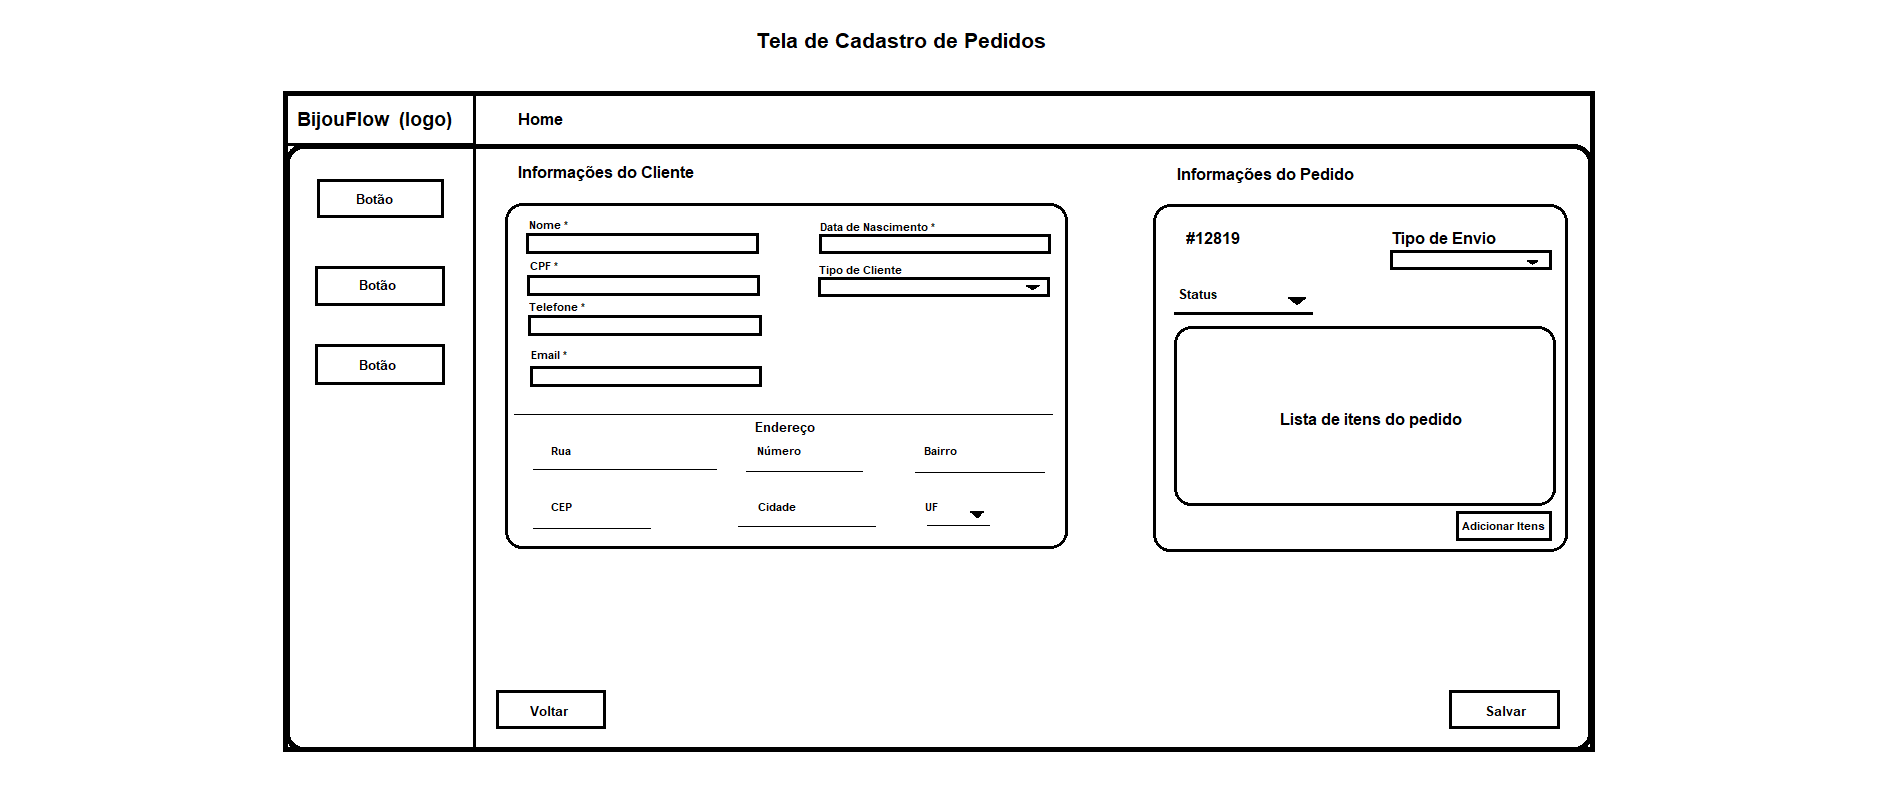 Tela de Cadastro de Pedidos
BijouFlow (logo)
Home
Botão
Botão
Botão
Informações do Cliente
Nome *
Data de Nascimento *
CPF *
Tipo de Cliente
Telefone *
Email *
Endereço
Rua
Número
Bairro
CEP
Cidade
UF
Informações do Pedido
#12819
Tipo de Envio
Status
Lista de itens do pedido
Adicionar Itens
Voltar
Salvar